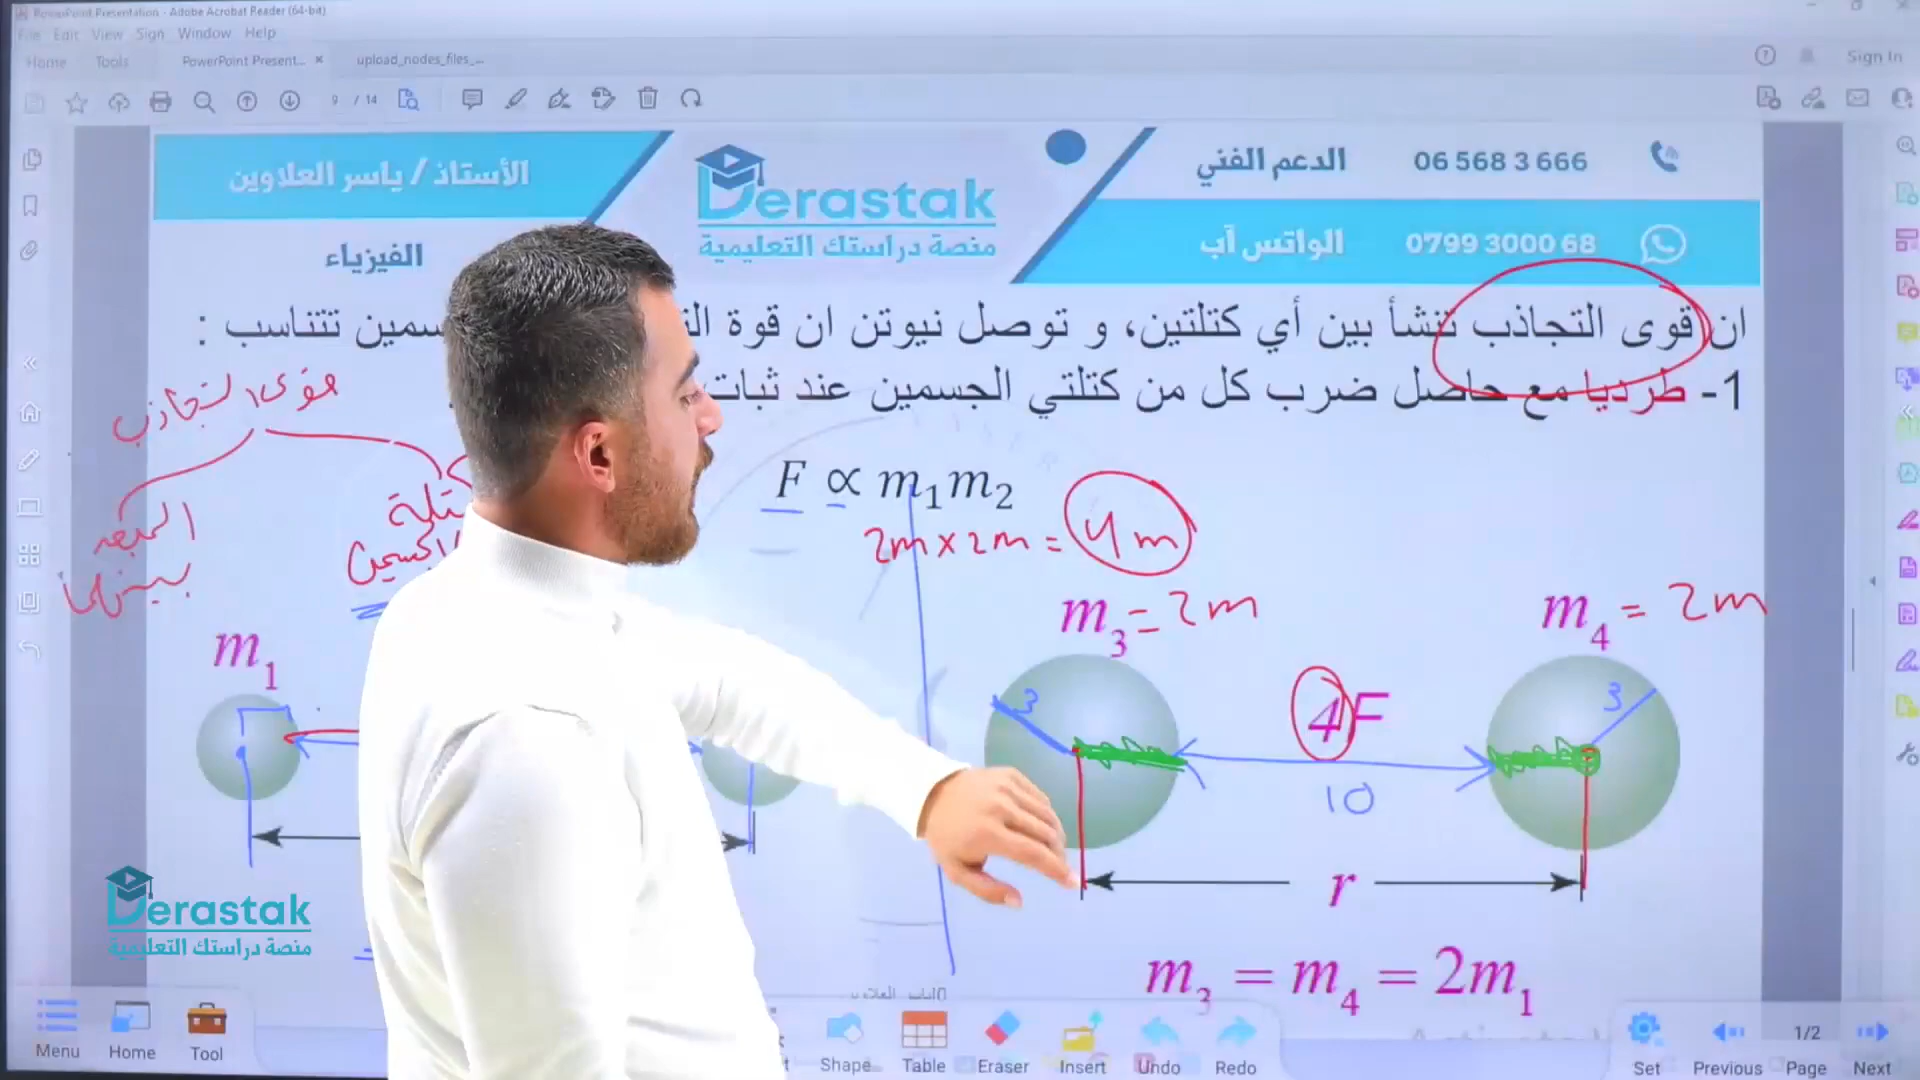 PowerPoint Presentation - Adobe Acrobat Reader (64-bit)
File Edit View Sign Window Help
Home Tools PowerPoint Present... × upload_nodes_files_...
Sign In
9 / 14
الأستاذ / ياسر العلاوين
Derastak
منصة دراستك التعليمية
الدعم الفني 06 568 3 666
الواتس آب 0799 3000 68
الفيزياء
ان قوى التجاذب تنشأ بين أي كتلتين، و توصل نيوتن ان قوة
تتناسب :
1- طرديا مع حاصل ضرب كل من كتلتي الجسمين عند ثبات
قوى التجاذب
كتلة
بينهما
F ∝ m₁m₂
2m × 2m = 4m
m₁
m₃ = 2m
m₄ = 2m
3
4F
3
10
r
m₃ = m₄ = 2m₁
Derastak
منصة دراستك التعليمية
Menu Home Tool Shape Table Eraser Insert Undo Redo Set Previous 1/2 Page Next